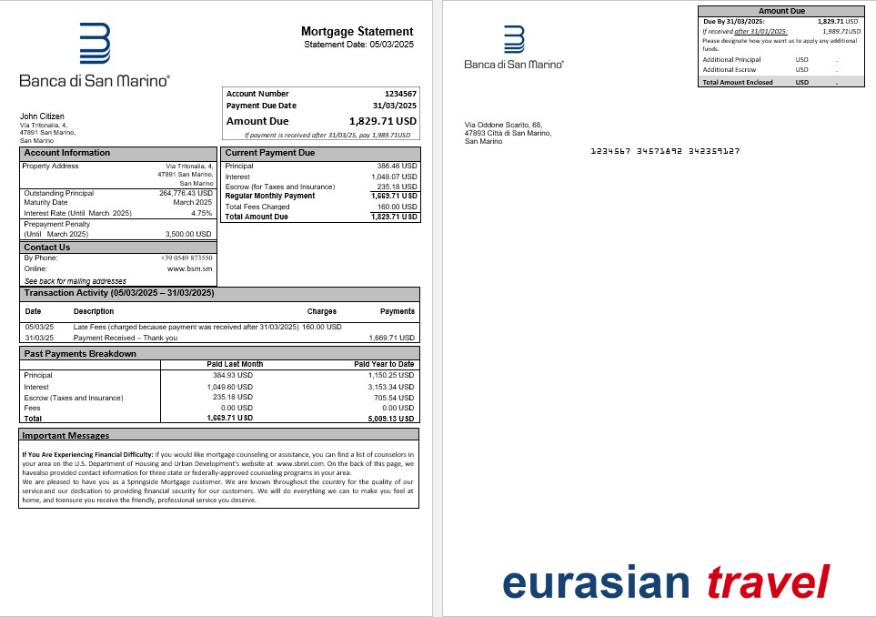 Mortgage Statement
Statement Date: 05/03/2025
Banca di San Marino®
Account Number 1234567
Payment Due Date 31/03/2025
Amount Due 1,829.71 USD
If payment is received after 31/03/25, pay 1,989.71USD
John Citizen
Via Tritonalia, 4,
47891 San Marino,
San Marino
Account Information
Property Address Via Tritonalia, 4,
47891 San Marino,
San Marino
Outstanding Principal 264,776.43 USD
Maturity Date March 2025
Interest Rate (Until March 2025) 4.75%
Prepayment Penalty
(Until March 2025) 3,500.00 USD
Contact Us
By Phone: +39 0549 873550
Online: www.bsm.sm
See back for mailing addresses
Current Payment Due
Principal 386.46 USD
Interest 1,048.07 USD
Escrow (for Taxes and Insurance) 235.18 USD
Regular Monthly Payment 1,669.71 USD
Total Fees Charged 160.00 USD
Total Amount Due 1,829.71 USD
Transaction Activity (05/03/2025 – 31/03/2025)
Date Description Charges Payments
05/03/25 Late Fees (charged because payment was received after 31/03/2025) 160.00 USD
31/03/25 Payment Received – Thank you 1,669.71 USD
Past Payments Breakdown
Paid Last Month Paid Year to Date
Principal 384.93 USD 1,150.25 USD
Interest 1,049.60 USD 3,153.34 USD
Escrow (Taxes and Insurance) 235.18 USD 705.54 USD
Fees 0.00 USD 0.00 USD
Total 1,669.71 USD 5,009.13 USD
Important Messages
If You Are Experiencing Financial Difficulty: If you would like mortgage counseling or assistance, you can find a list of counselors in
your area on the U.S. Department of Housing and Urban Development's website at www.sbnri.com. On the back of this page, we
havealso provided contact information for three state or federally-approved counseling programs in your area.
We are pleased to have you as a Springside Mortgage customer. We are known throughout the country for the quality of our
serviceand our dedication to providing financial security for our customers. We will do everything we can to make you feel at
home, and toensure you receive the friendly, professional service you deserve.
Banca di San Marino®
Amount Due
Due By 31/03/2025: 1,829.71 USD
If received after 31/01/2025: 1,989.71USD
Please designate how you want us to apply any additional
funds.
Additional Principal USD .
Additional Escrow USD .
Total Amount Enclosed USD .
Via Oddone Scarito, 68,
47893 Città di San Marino,
San Marino
1234567 34571892 342359127
eurasian travel